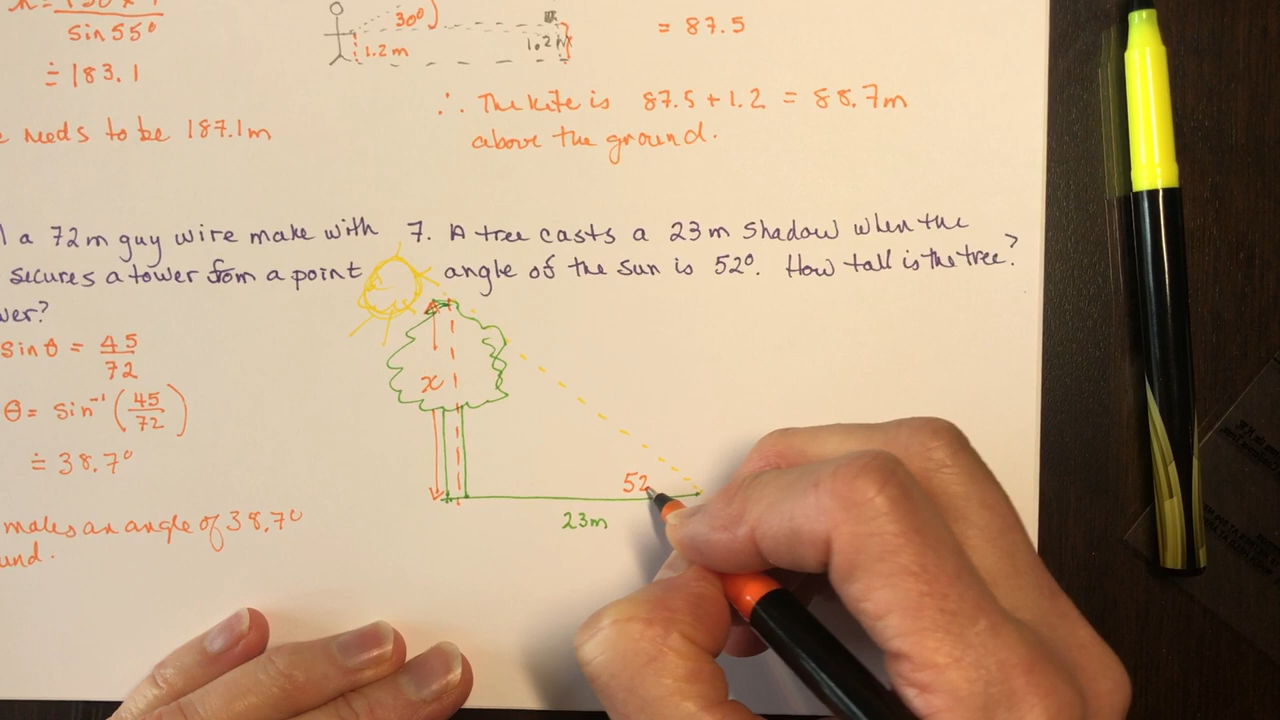 sin 55°
≐ 183.1
needs to be 187.1m
30°
1.2m
1.2m
= 87.5
∴ The kite is 87.5 + 1.2 = 88.7m
above the ground.
a 72m guy wire make with
secures a tower from a point
wer?
sin θ = 45
72
θ = sin⁻¹ (45/72)
≐ 38.7°
makes an angle of 38.7°
und.
7. A tree casts a 23m shadow when the
angle of the sun is 52°. How tall is the tree?
x
52
23m